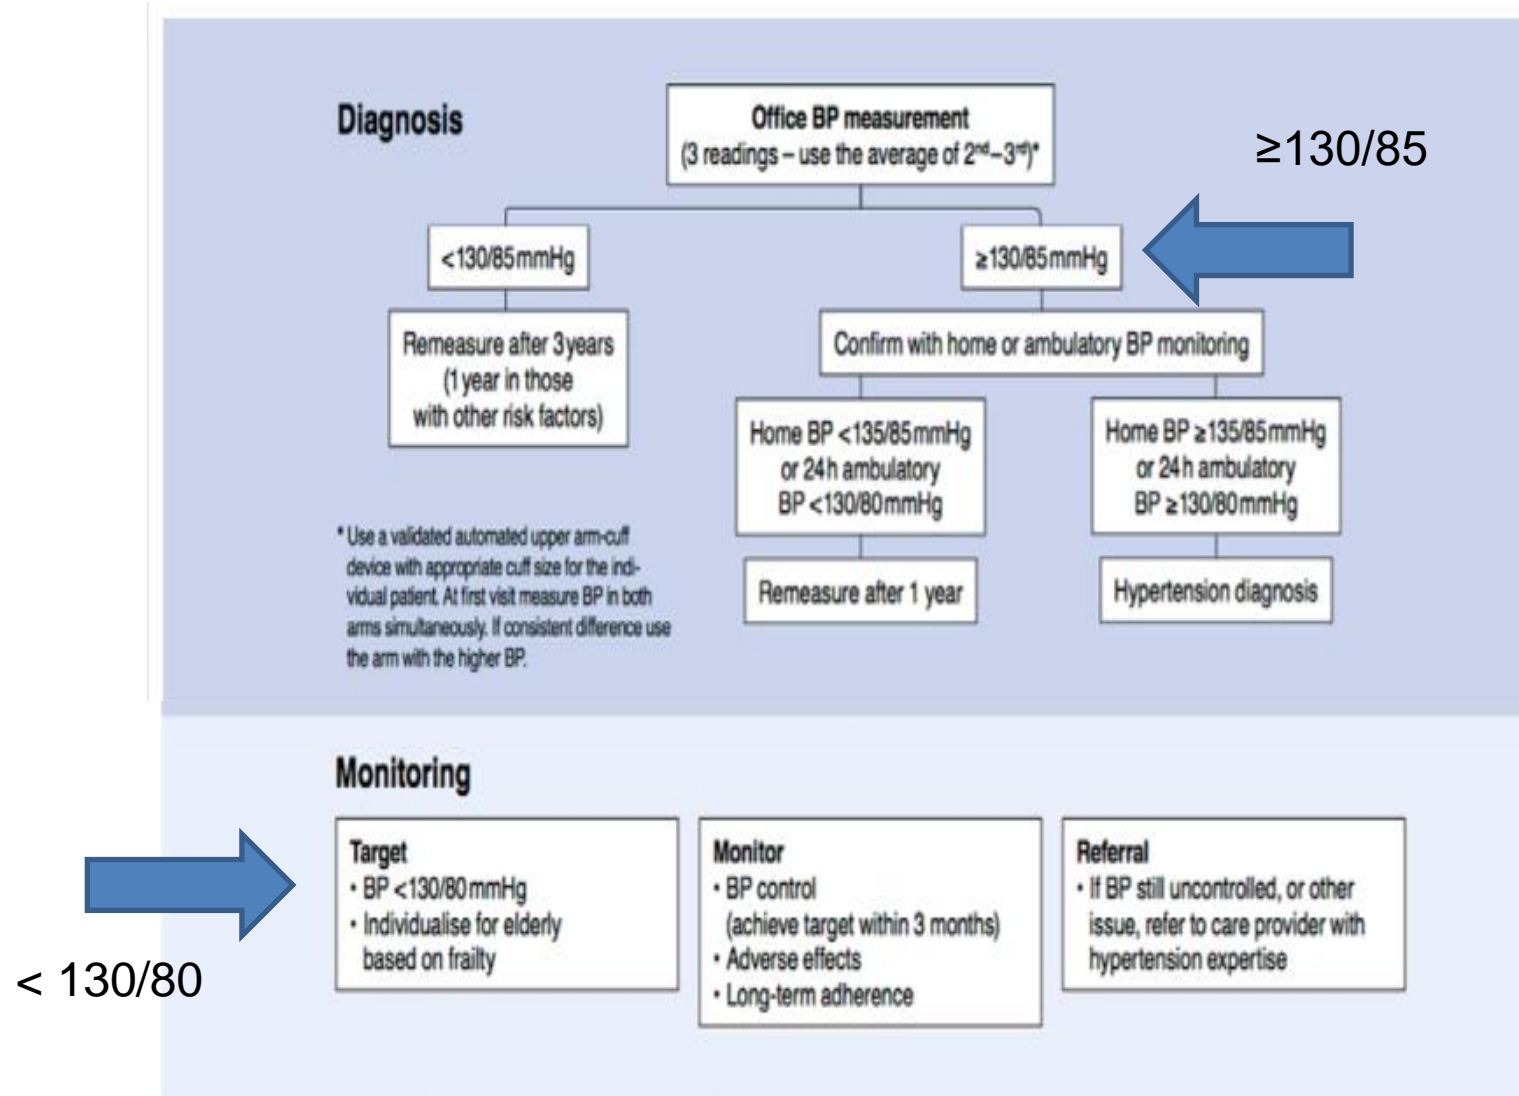 Diagnosis
Office BP measurement
(3 readings – use the average of 2nd–3rd)*
≥130/85
<130/85mmHg
≥130/85mmHg
Remeasure after 3years
(1year in those
with other risk factors)
Confirm with home or ambulatory BP monitoring
Home BP <135/85mmHg
or 24h ambulatory
BP <130/80mmHg
Home BP ≥135/85mmHg
or 24h ambulatory
BP ≥130/80mmHg
Remeasure after 1 year
Hypertension diagnosis
* Use a validated automated upper arm-cuff
device with appropriate cuff size for the indi-
vidual patient. At first visit measure BP in both
arms simultaneously. If consistent difference use
the arm with the higher BP.
Monitoring
Target
• BP <130/80mmHg
• Individualise for elderly
based on frailty
< 130/80
Monitor
• BP control
(achieve target within 3 months)
• Adverse effects
• Long-term adherence
Referral
• If BP still uncontrolled, or other
issue, refer to care provider with
hypertension expertise